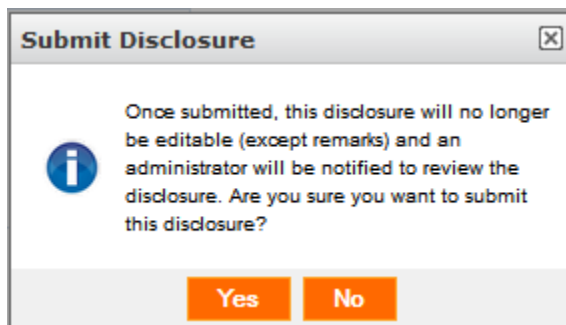 Submit Disclosure
Once submitted, this disclosure will no longer
be editable (except remarks) and an
administrator will be notified to review the
disclosure. Are you sure you want to submit
this disclosure?
Yes No